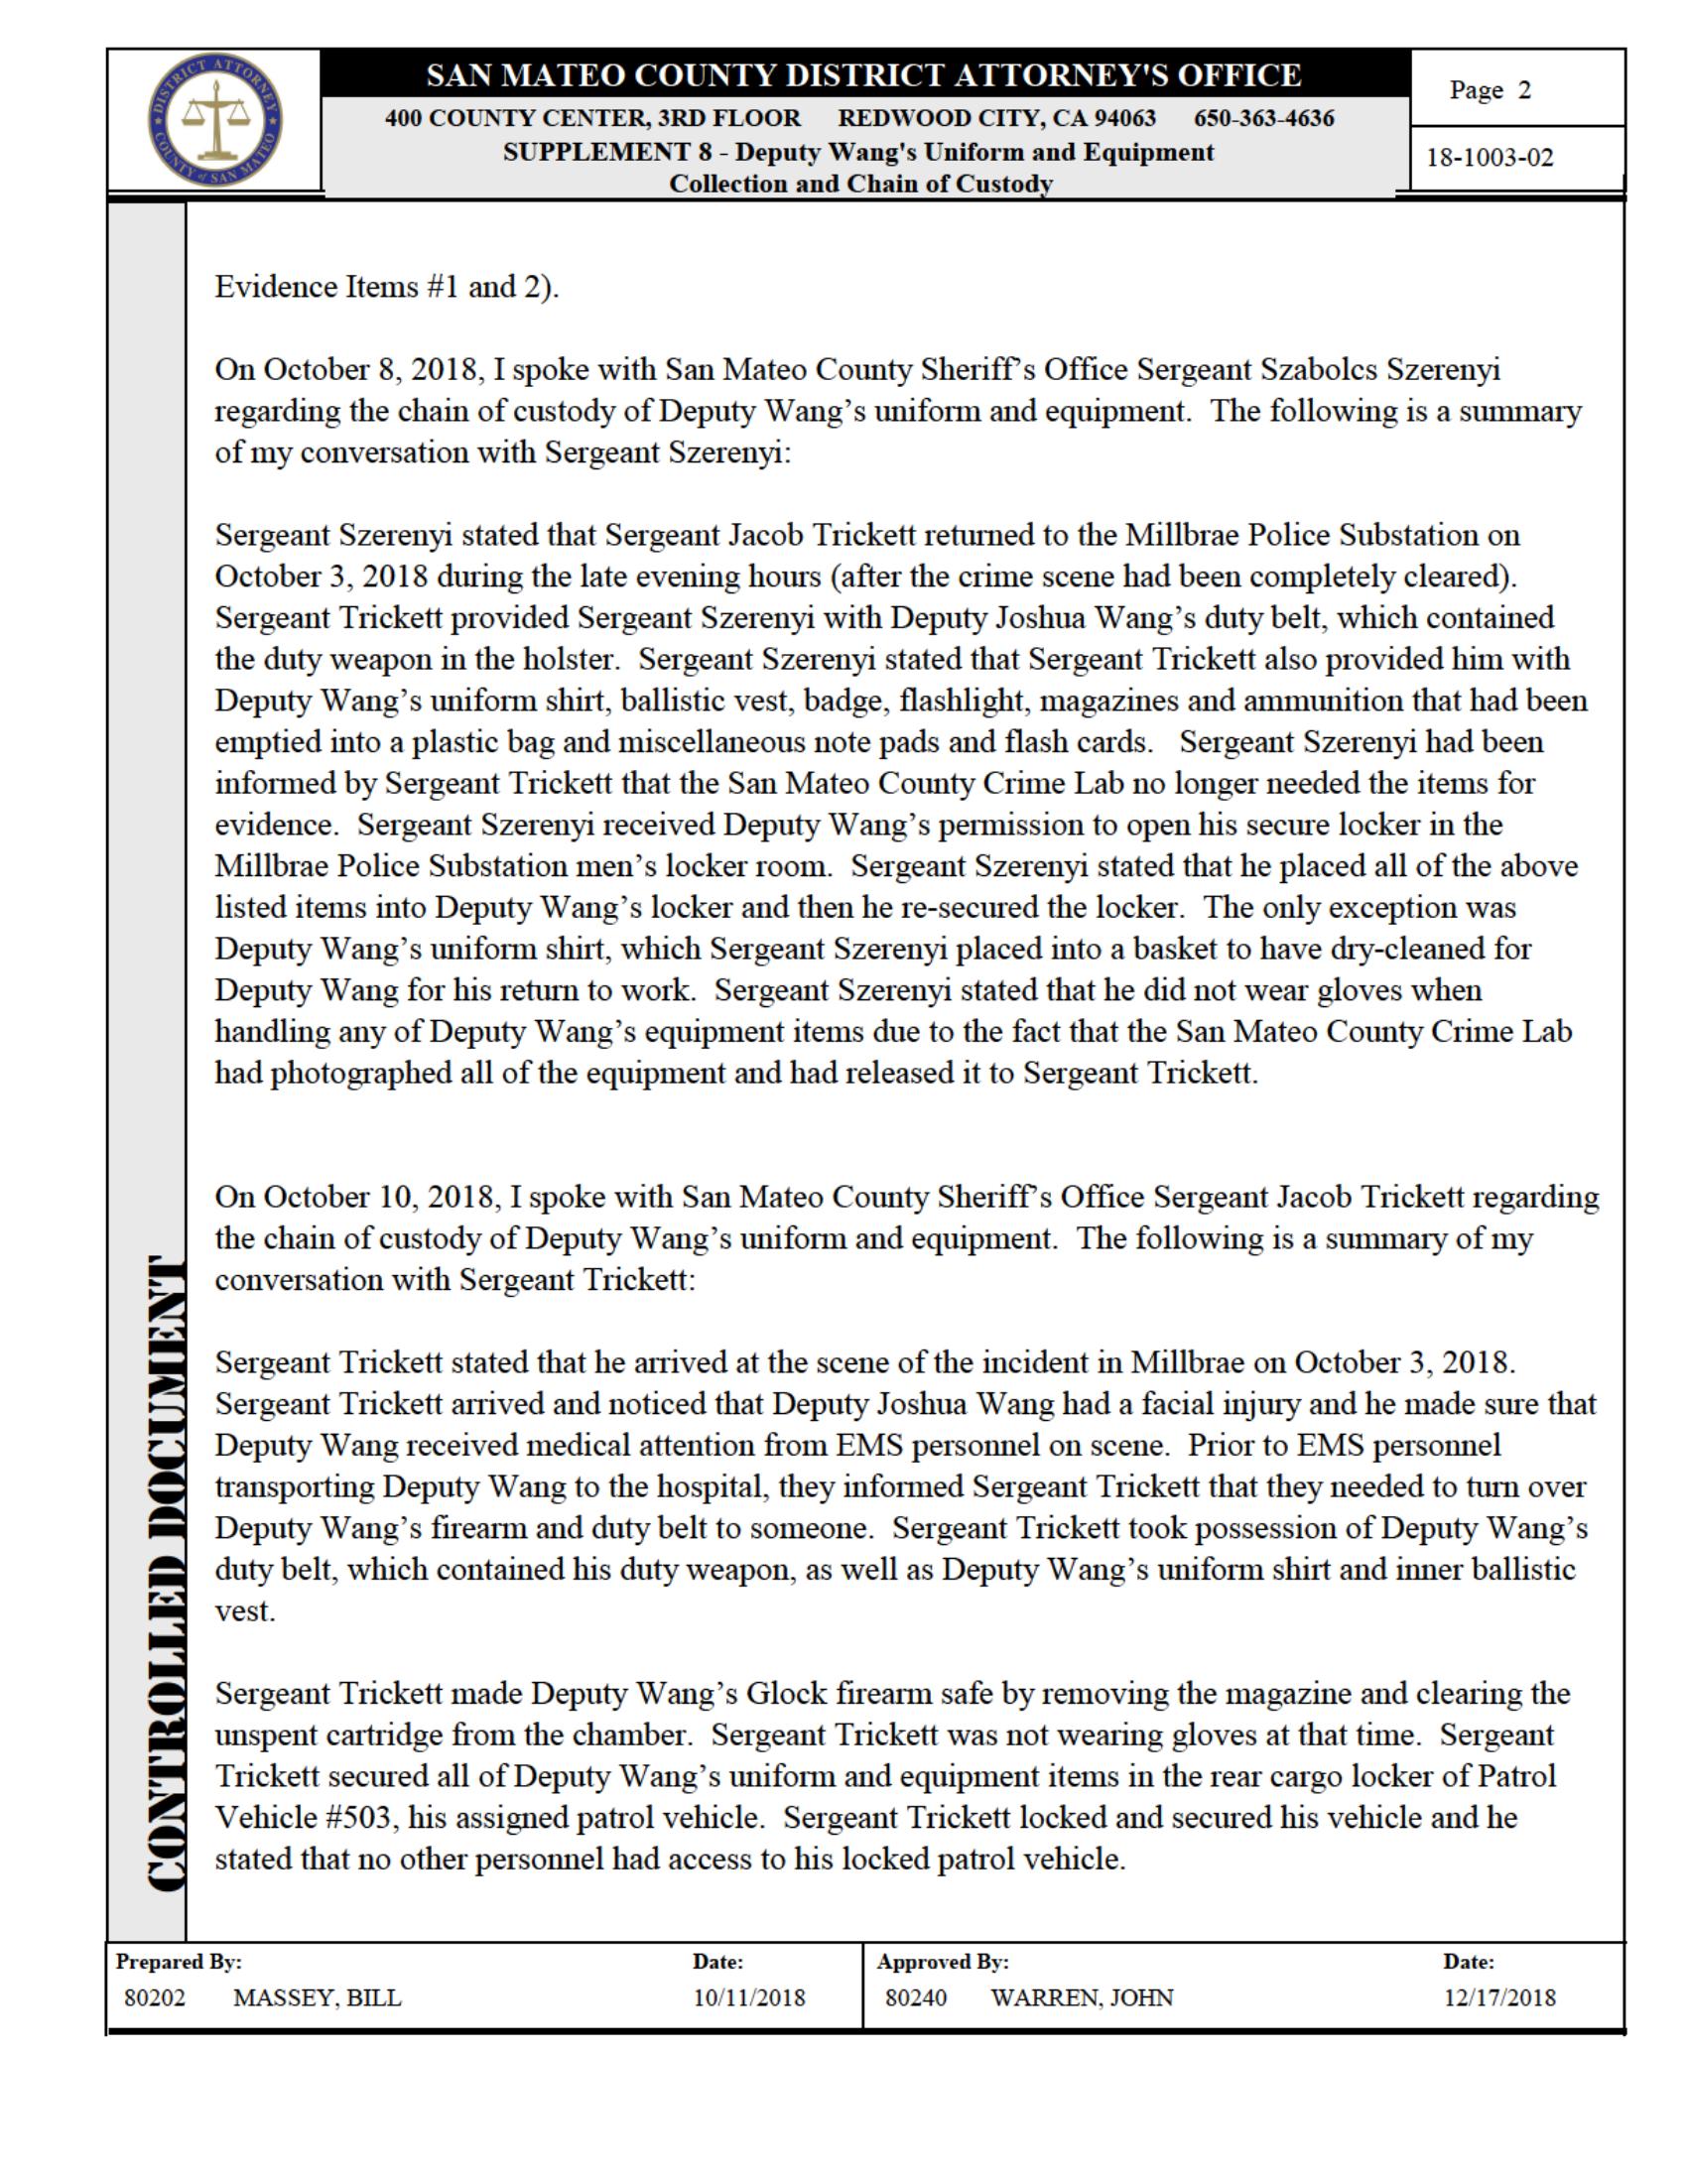 DISTRICT ATTORNEY
COUNTY of SAN MATEO
SAN MATEO COUNTY DISTRICT ATTORNEY'S OFFICE
400 COUNTY CENTER, 3RD FLOOR REDWOOD CITY, CA 94063 650-363-4636
SUPPLEMENT 8 - Deputy Wang's Uniform and Equipment
Collection and Chain of Custody
Page 2
18-1003-02
Evidence Items #1 and 2).
On October 8, 2018, I spoke with San Mateo County Sheriff’s Office Sergeant Szabolcs Szerenyi
regarding the chain of custody of Deputy Wang’s uniform and equipment. The following is a summary
of my conversation with Sergeant Szerenyi:
Sergeant Szerenyi stated that Sergeant Jacob Trickett returned to the Millbrae Police Substation on
October 3, 2018 during the late evening hours (after the crime scene had been completely cleared).
Sergeant Trickett provided Sergeant Szerenyi with Deputy Joshua Wang’s duty belt, which contained
the duty weapon in the holster. Sergeant Szerenyi stated that Sergeant Trickett also provided him with
Deputy Wang’s uniform shirt, ballistic vest, badge, flashlight, magazines and ammunition that had been
emptied into a plastic bag and miscellaneous note pads and flash cards. Sergeant Szerenyi had been
informed by Sergeant Trickett that the San Mateo County Crime Lab no longer needed the items for
evidence. Sergeant Szerenyi received Deputy Wang’s permission to open his secure locker in the
Millbrae Police Substation men’s locker room. Sergeant Szerenyi stated that he placed all of the above
listed items into Deputy Wang’s locker and then he re-secured the locker. The only exception was
Deputy Wang’s uniform shirt, which Sergeant Szerenyi placed into a basket to have dry-cleaned for
Deputy Wang for his return to work. Sergeant Szerenyi stated that he did not wear gloves when
handling any of Deputy Wang’s equipment items due to the fact that the San Mateo County Crime Lab
had photographed all of the equipment and had released it to Sergeant Trickett.
On October 10, 2018, I spoke with San Mateo County Sheriff’s Office Sergeant Jacob Trickett regarding
the chain of custody of Deputy Wang’s uniform and equipment. The following is a summary of my
conversation with Sergeant Trickett:
Sergeant Trickett stated that he arrived at the scene of the incident in Millbrae on October 3, 2018.
Sergeant Trickett arrived and noticed that Deputy Joshua Wang had a facial injury and he made sure that
Deputy Wang received medical attention from EMS personnel on scene. Prior to EMS personnel
transporting Deputy Wang to the hospital, they informed Sergeant Trickett that they needed to turn over
Deputy Wang’s firearm and duty belt to someone. Sergeant Trickett took possession of Deputy Wang’s
duty belt, which contained his duty weapon, as well as Deputy Wang’s uniform shirt and inner ballistic
vest.
Sergeant Trickett made Deputy Wang’s Glock firearm safe by removing the magazine and clearing the
unspent cartridge from the chamber. Sergeant Trickett was not wearing gloves at that time. Sergeant
Trickett secured all of Deputy Wang’s uniform and equipment items in the rear cargo locker of Patrol
Vehicle #503, his assigned patrol vehicle. Sergeant Trickett locked and secured his vehicle and he
stated that no other personnel had access to his locked patrol vehicle.
CONTROLLED DOCUMENT
Prepared By: Date: Approved By: Date:
80202 MASSEY, BILL 10/11/2018 80240 WARREN, JOHN 12/17/2018